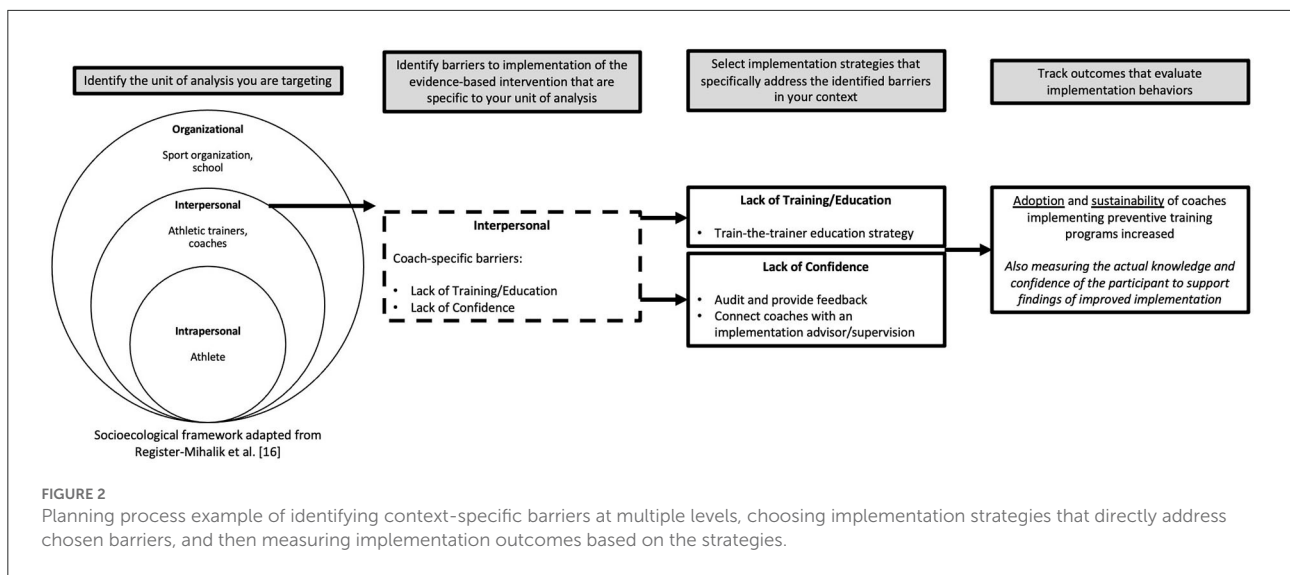 Identify the unit of analysis you are targeting
Identify barriers to implementation of the
evidence-based intervention that are
specific to your unit of analysis
Select implementation strategies that
specifically address the identified barriers
in your context
Track outcomes that evaluate
implementation behaviors
Organizational
Sport organization,
school
Interpersonal
Athletic trainers,
coaches
Intrapersonal
Athlete
Socioecological framework adapted from
Register-Mihalik et al. [16]
Interpersonal
Coach-specific barriers:
• Lack of Training/Education
• Lack of Confidence
Lack of Training/Education
• Train-the-trainer education strategy
Lack of Confidence
• Audit and provide feedback
• Connect coaches with an
implementation advisor/supervision
Adoption and sustainability of coaches
implementing preventive training
programs increased
Also measuring the actual knowledge and
confidence of the participant to support
findings of improved implementation
FIGURE 2
Planning process example of identifying context-specific barriers at multiple levels, choosing implementation strategies that directly address
chosen barriers, and then measuring implementation outcomes based on the strategies.